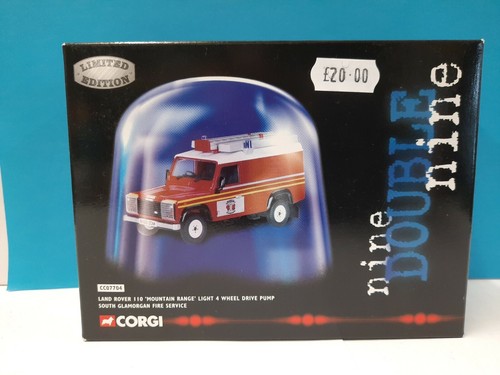 LIMITED
EDITION
£20.00
nine
DOUBLE
nine
CC07704
LAND ROVER 110 'MOUNTAIN RANGE' LIGHT 4 WHEEL DRIVE PUMP
SOUTH GLAMORGAN FIRE SERVICE
CORGI